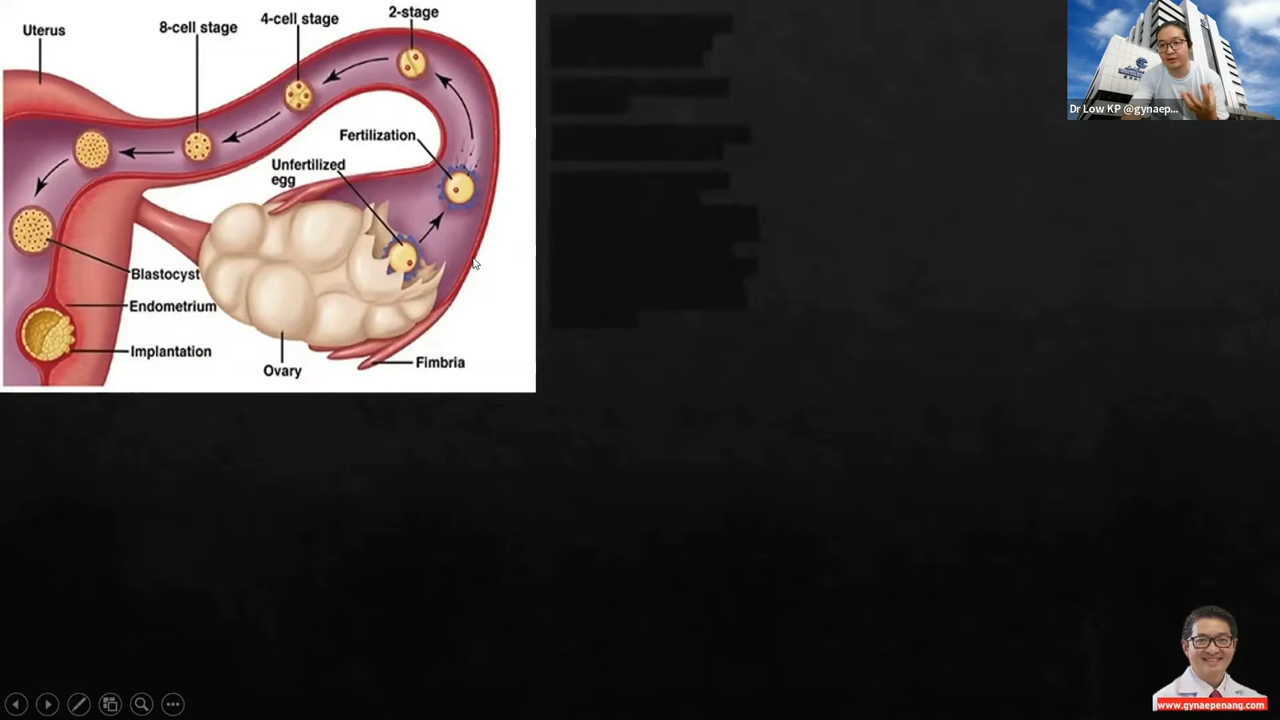 2-stage
4-cell stage
8-cell stage
Uterus
Fertilization
Unfertilized
egg
Blastocyst
Endometrium
Implantation
Ovary
Fimbria
Dr Low KP @gynaep...
www.gynaepenang.com